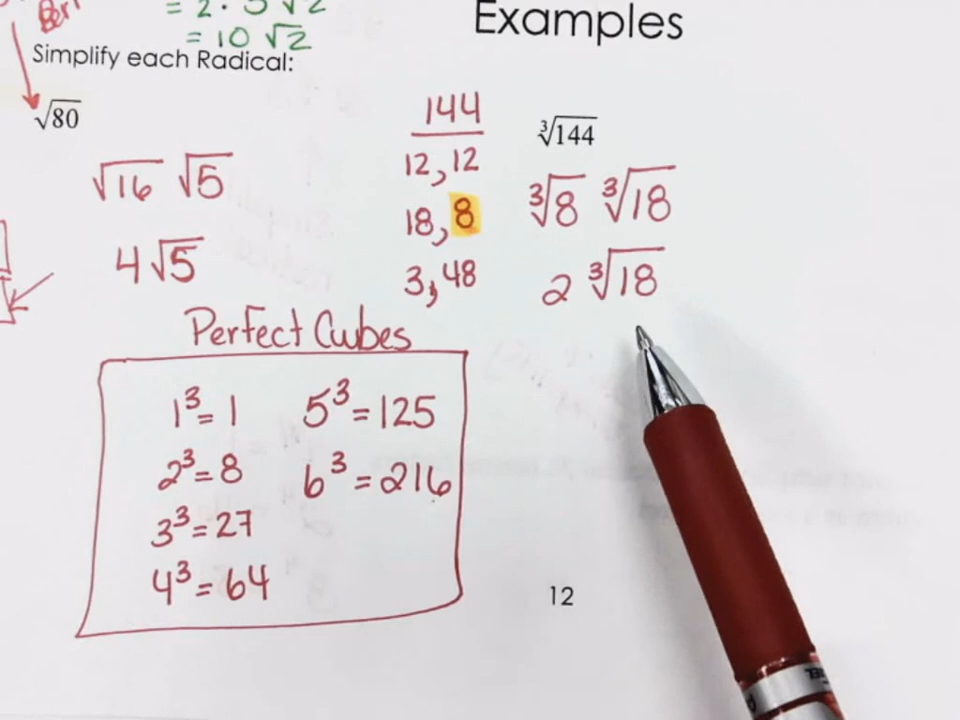 Examples
= 2 · 5 √2
= 10 √2
Simplify each Radical:
√80
√16 √5
4√5
144
12, 12
18, 8
3, 48
∛144
∛8 ∛18
2 ∛18
Perfect Cubes
1³ = 1
2³ = 8
3³ = 27
4³ = 64
5³ = 125
6³ = 216
12